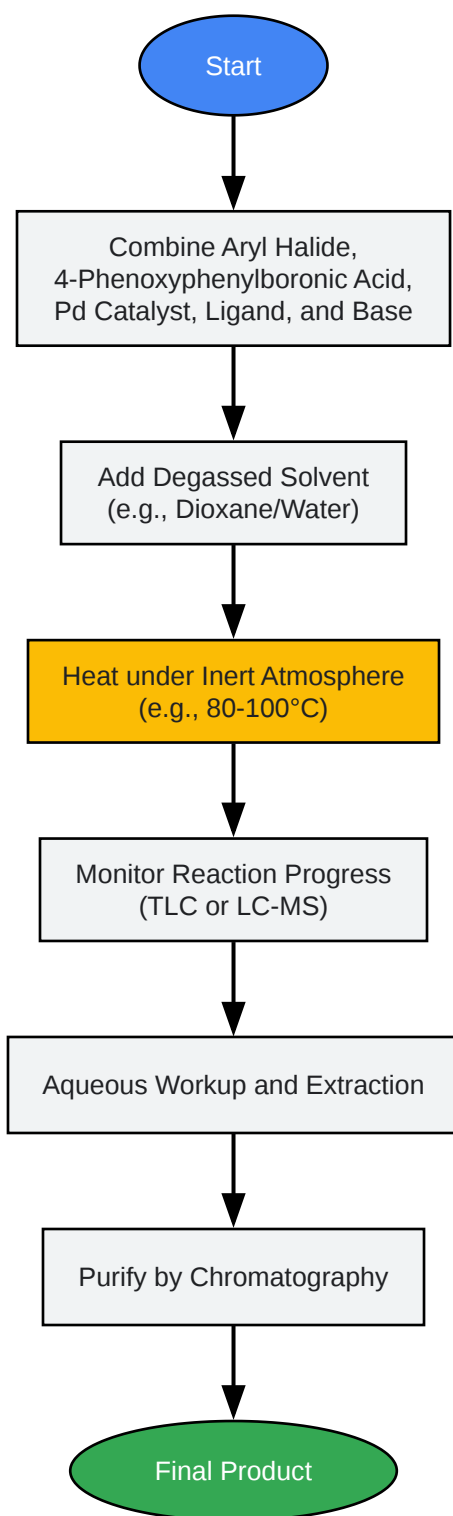 Start
Combine Aryl Halide,
4-Phenoxyphenylboronic Acid,
Pd Catalyst, Ligand, and Base
Add Degassed Solvent
(e.g., Dioxane/Water)
Heat under Inert Atmosphere
(e.g., 80-100°C)
Monitor Reaction Progress
(TLC or LC-MS)
Aqueous Workup and Extraction
Purify by Chromatography
Final Product